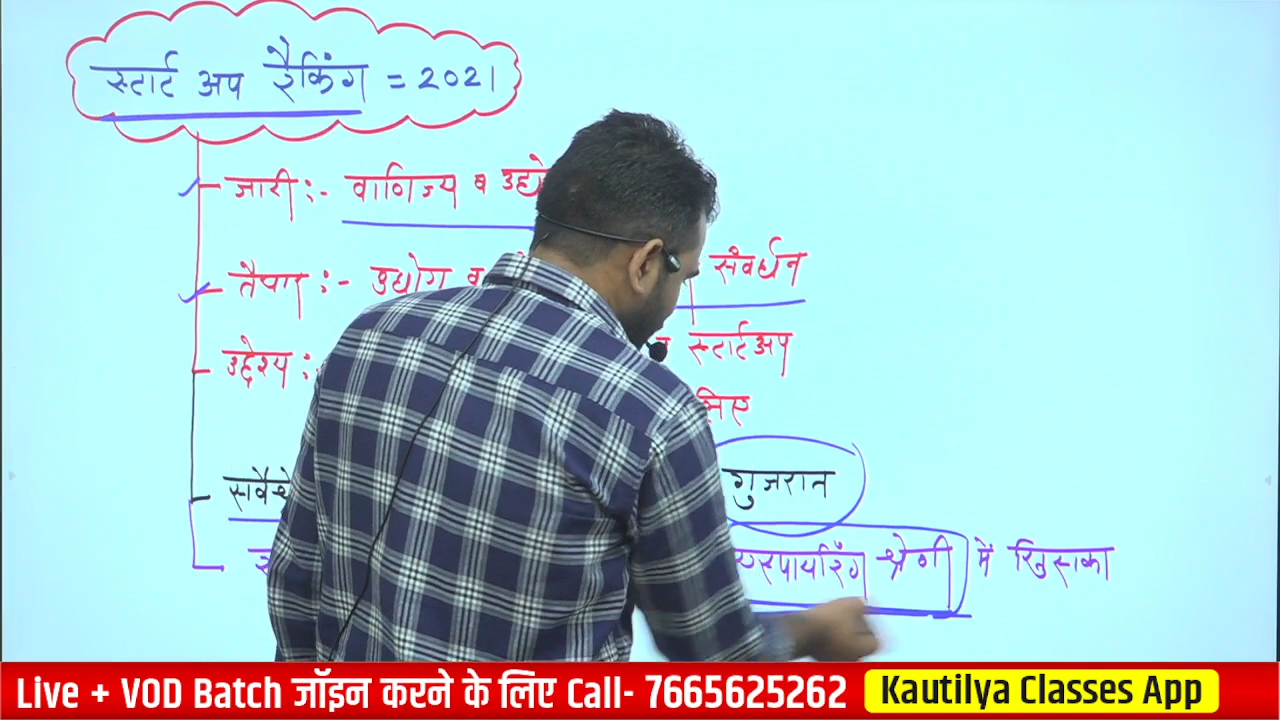 स्टार्ट अप रैकिंग = 2021
जारी :- वाणिज्य व
तैयार :- उद्योग व संवर्धन
उद्देश्य :- स्टार्टअप
लिए
गुजरात
एस्पायरिंग श्रेणी में
Live + VOD Batch जॉइन करने के लिए Call- 7665625262
Kautilya Classes App